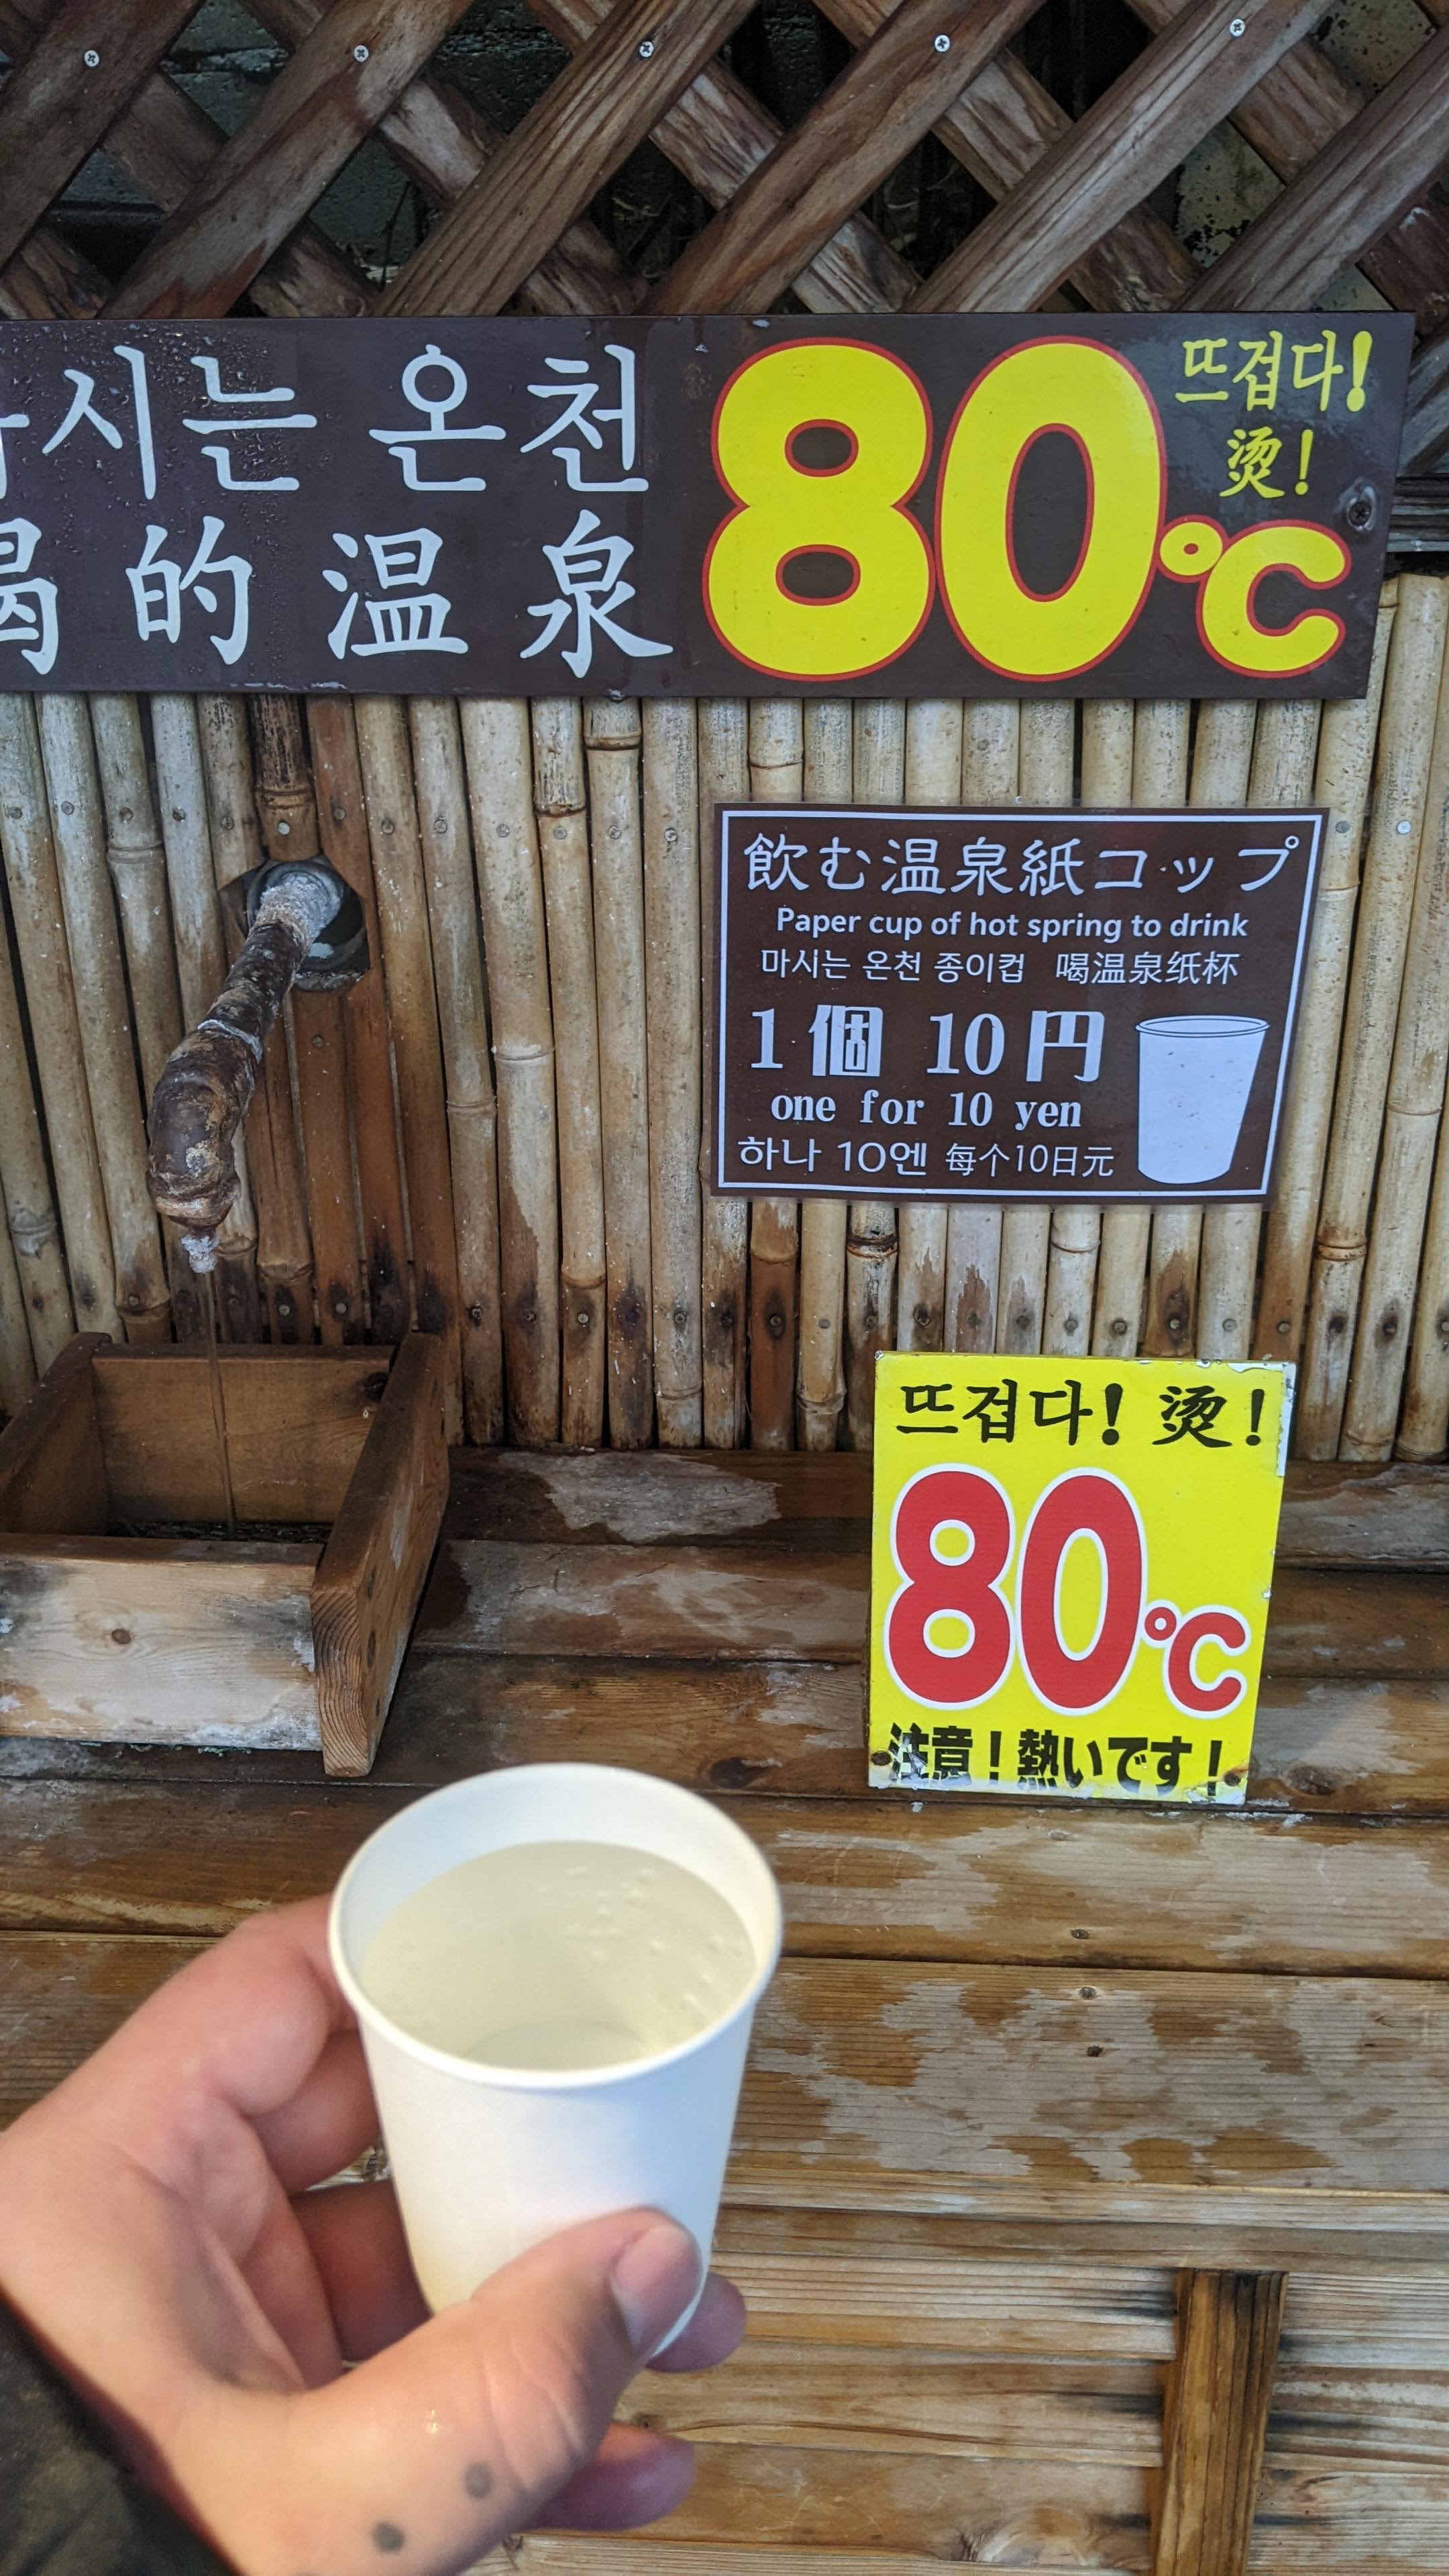 시는 온천
喝的温泉
80℃
뜨겁다!
烫!
飲む温泉紙コップ
Paper cup of hot spring to drink
마시는 온천 종이컵 喝温泉纸杯
1個 10円
one for 10 yen
하나 10엔 每个10日元
뜨겁다! 烫!
80℃
注意！熱いです！